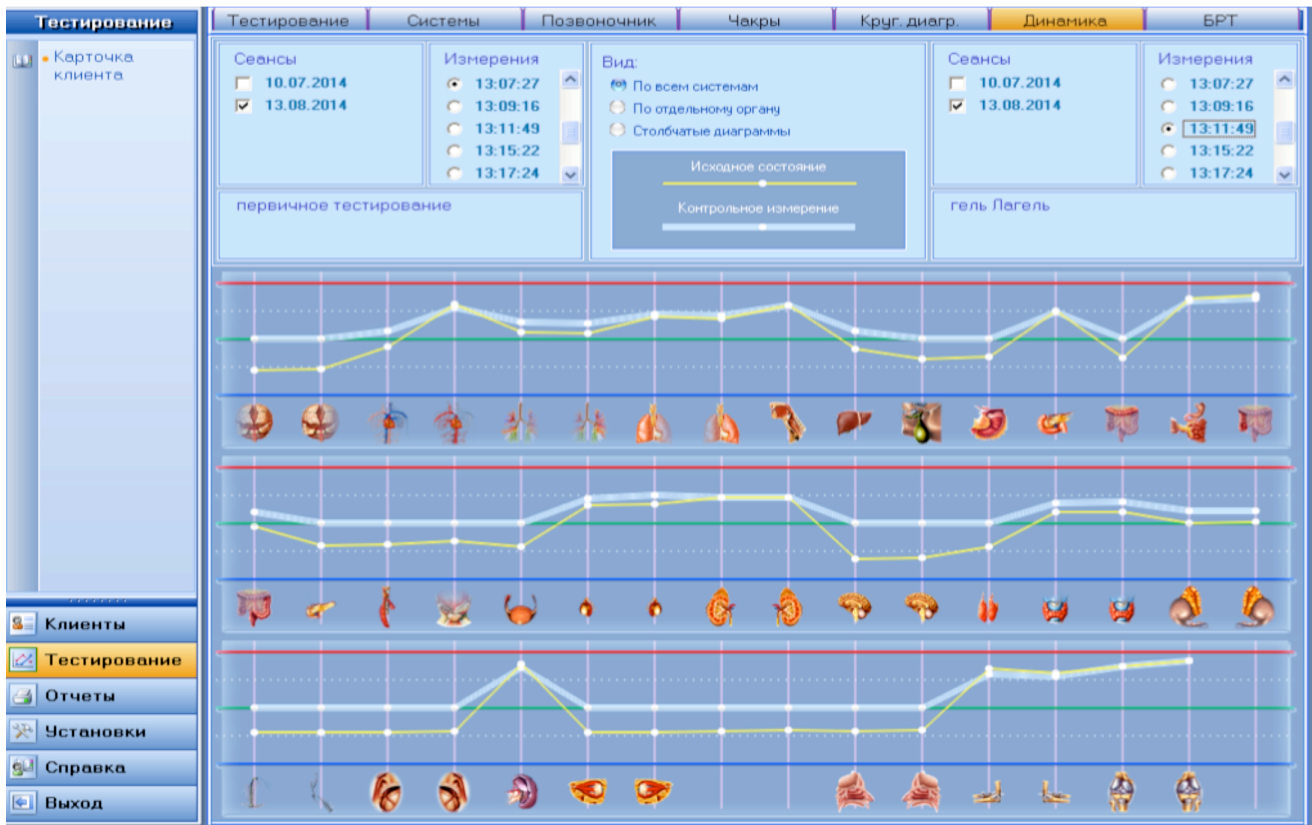 Тестирование
Карточка
клиента
Клиенты
Тестирование
Отчеты
Установки
Справка
Выход
Тестирование
Системы
Позвоночник
Чакры
Круг. диагр.
Динамика
БРТ
Сеансы
10.07.2014
13.08.2014
Измерения
13:07:27
13:09:16
13:11:49
13:15:22
13:17:24
первичное тестирование
Вид:
По всем системам
По отдельному органу
Столбчатые диаграммы
Исходное состояние
Контрольное измерение
Сеансы
10.07.2014
13.08.2014
Измерения
13:07:27
13:09:16
13:11:49
13:15:22
13:17:24
гель Лагель